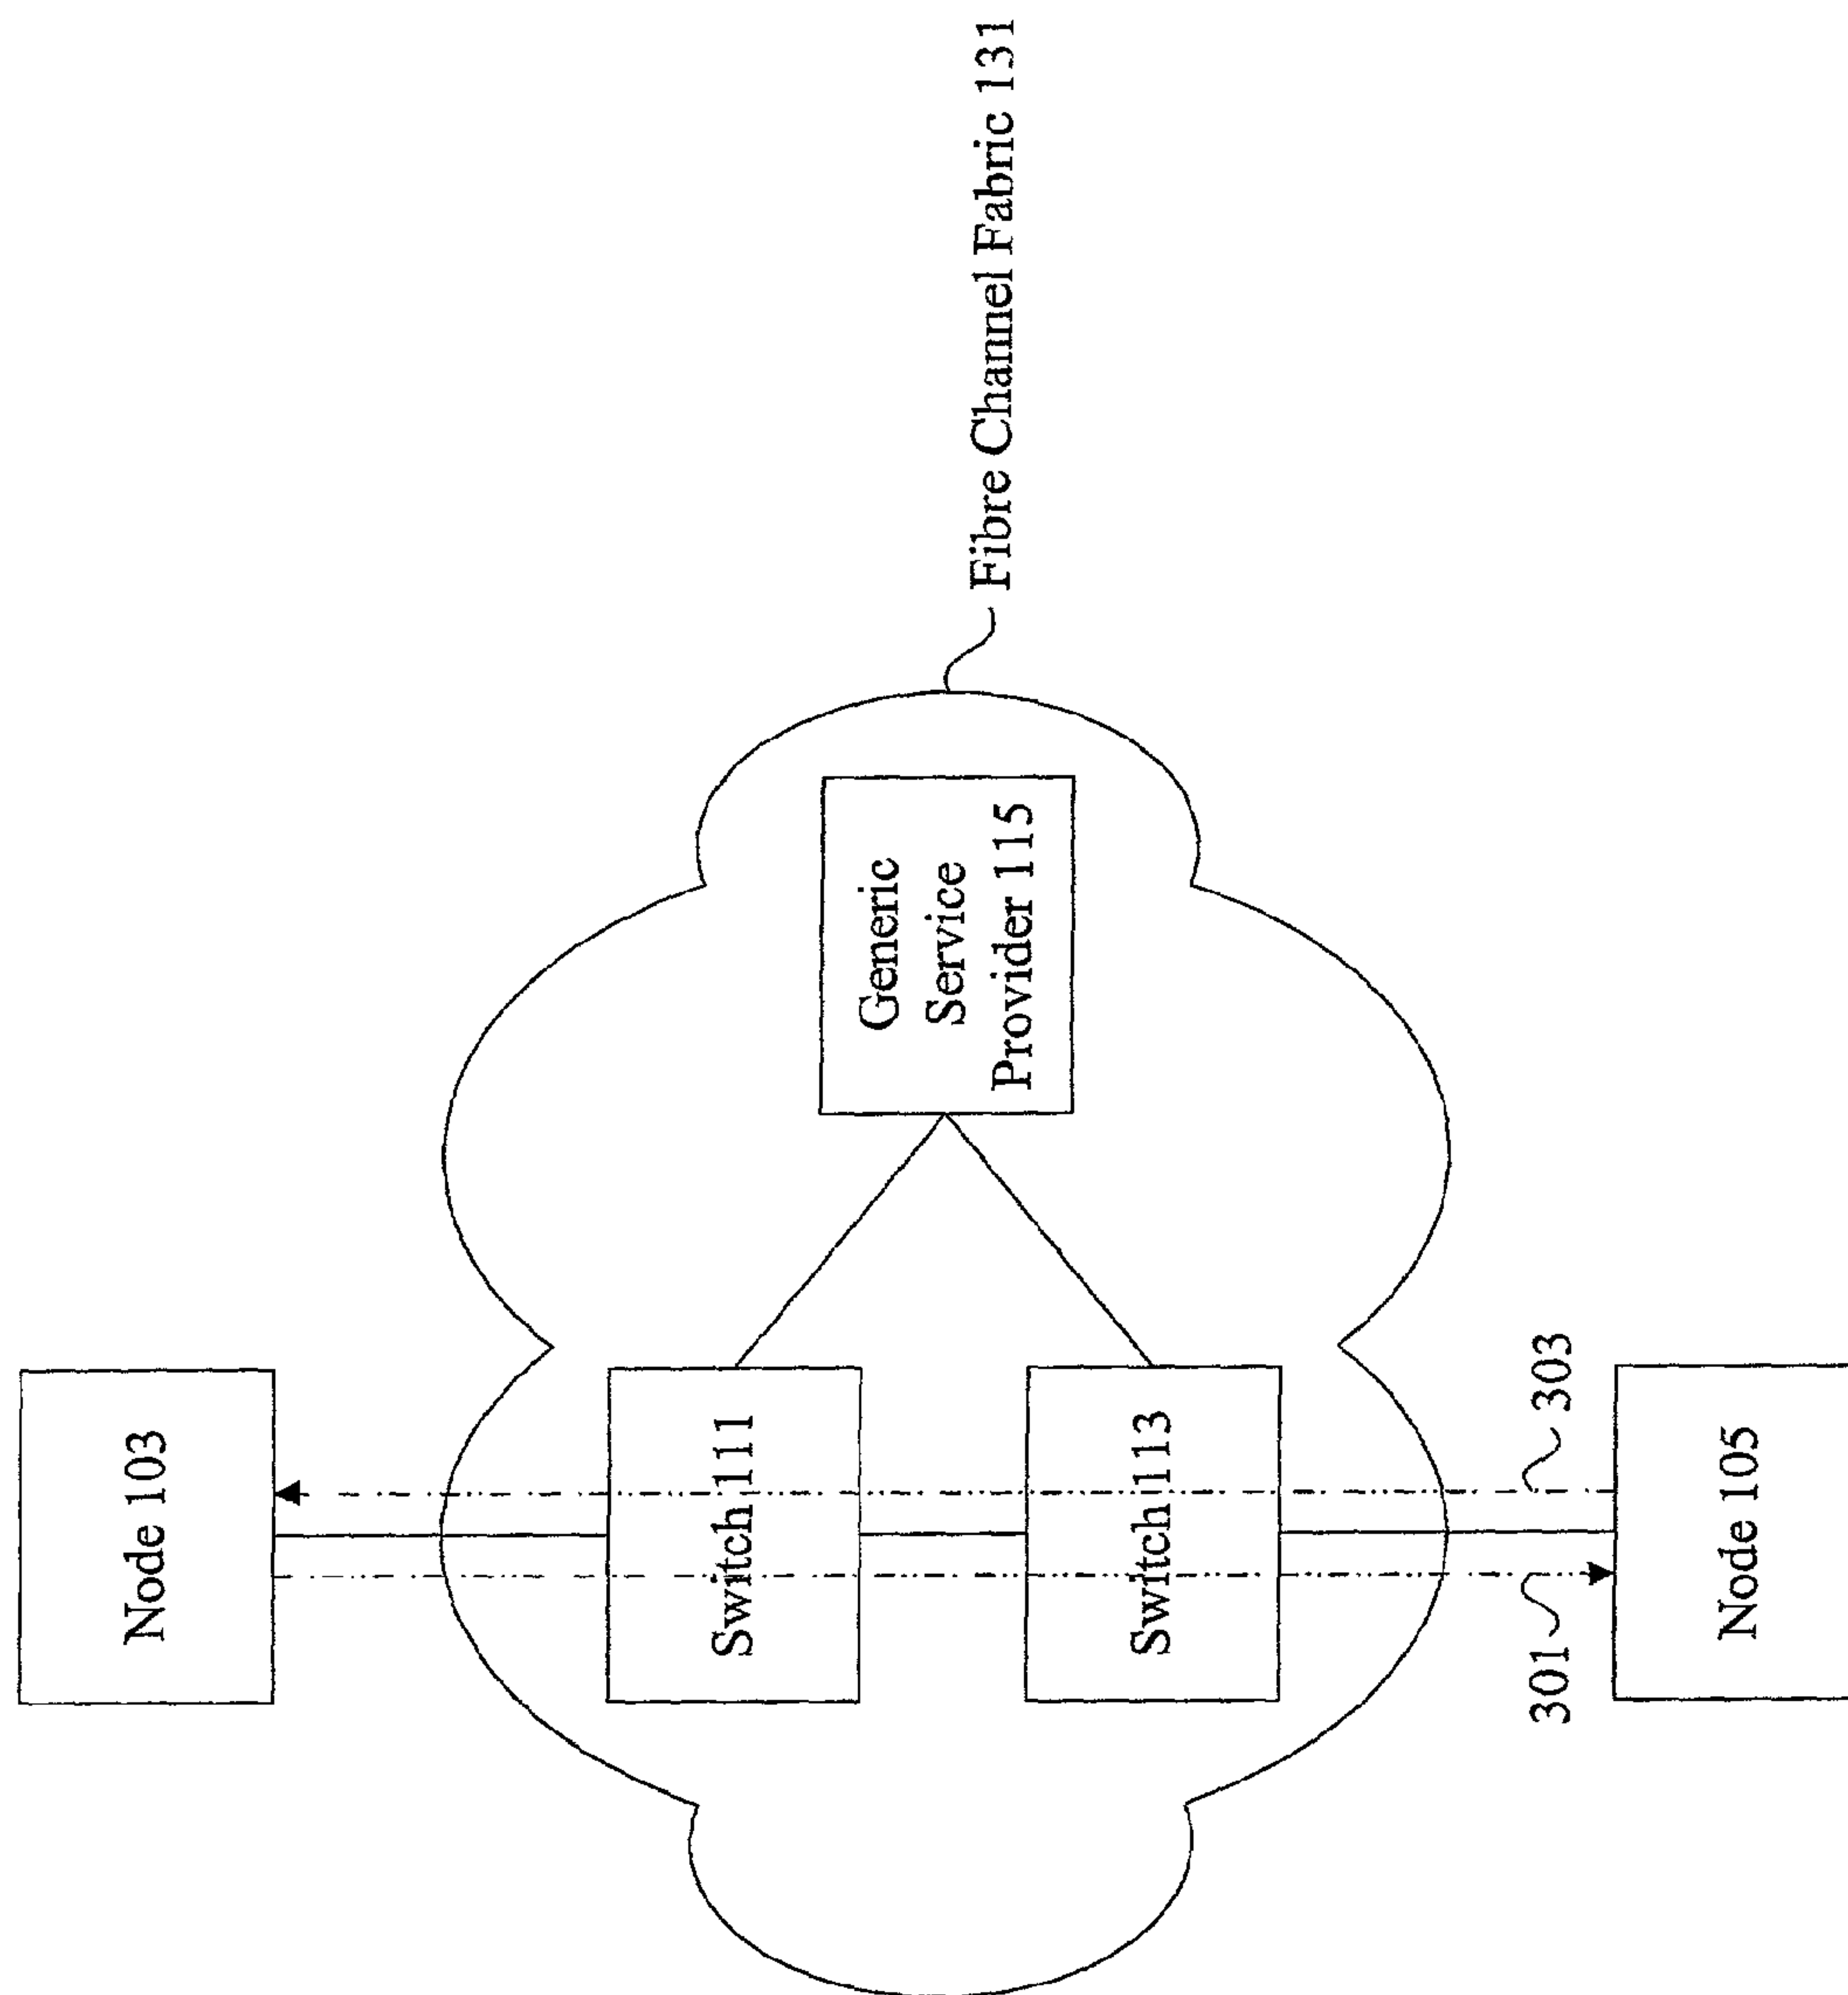 Fibre Channel Fabric 131
Generic
Service
Provider 115
Node 103
Switch 111
Switch 113
303
301
Node 105